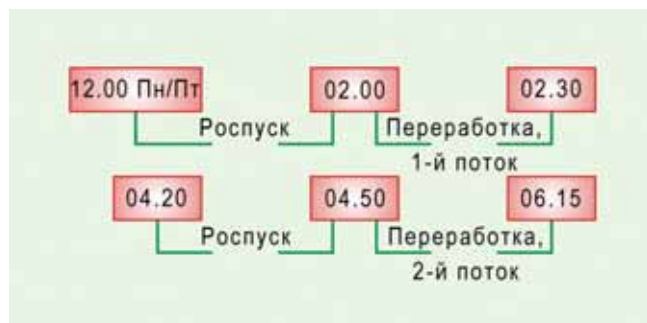 12.00 Пн/Пт 02.00 02.30
Роспуск Переработка,
1-й поток
04.20 04.50 06.15
Роспуск Переработка,
2-й поток